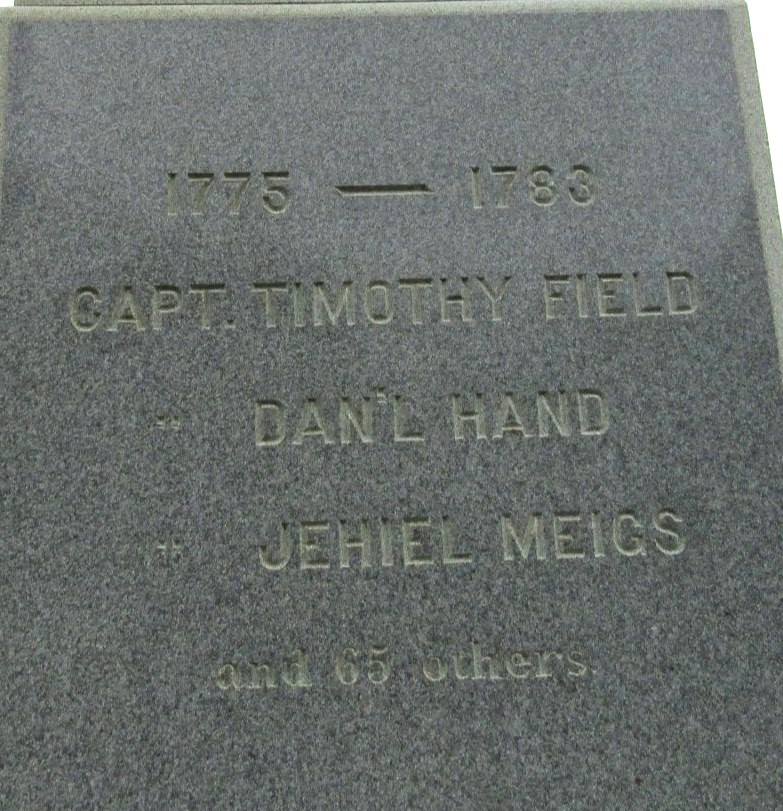 1775 — 1783
CAPT. TIMOTHY FIELD
" DAN'L HAND
" JEHIEL MEIGS
and 65 others.